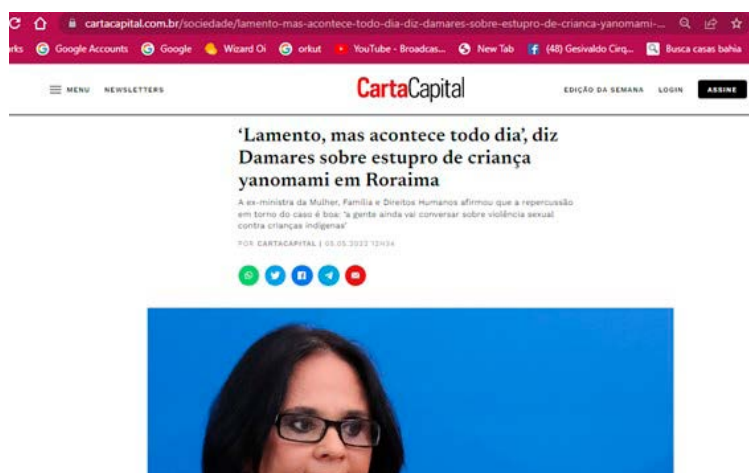 cartacapital.com.br/sociedade/lamento-mas-acontece-todo-dia-diz-damares-sobre-estupro-de-crianca-yanomami-...
rks Google Accounts Google Wizard Oi orkut YouTube - Broadcas... New Tab (48) Gesivaldo Cirq... Busca casas bahia
MENU NEWSLETTERS CartaCapital EDIÇÃO DA SEMANA LOGIN ASSINE
‘Lamento, mas acontece todo dia’, diz
Damares sobre estupro de criança
yanomami em Roraima
A ex-ministra da Mulher, Família e Direitos Humanos afirmou que a repercussão
em torno do caso é boa: ‘a gente ainda vai conversar sobre violência sexual
contra crianças indígenas’
POR CARTACAPITAL | 05.05.2022 12H34